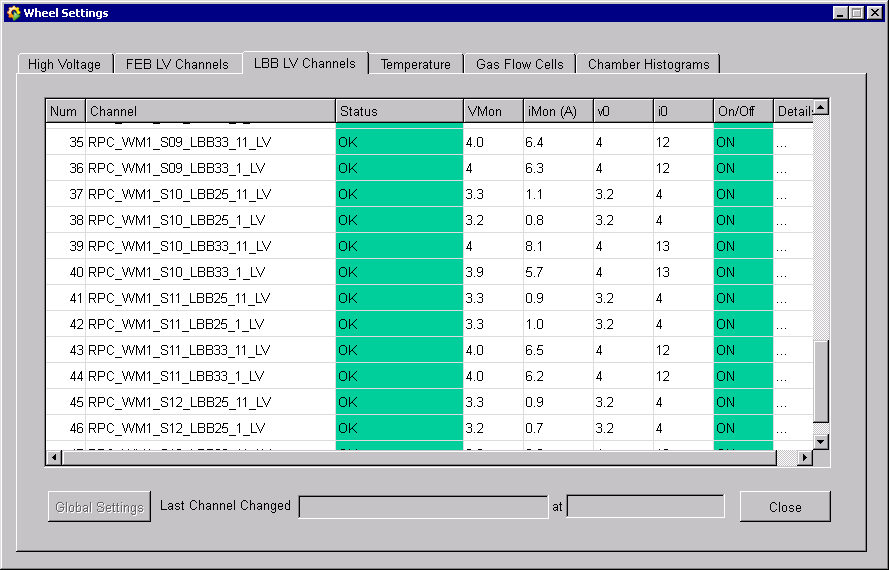 Wheel Settings
High Voltage FEB LV Channels LBB LV Channels Temperature Gas Flow Cells Chamber Histograms
Num Channel Status VMon iMon (A) v0 i0 On/Off Details
35 RPC_WM1_S09_LBB33_11_LV OK 4.0 6.4 4 12 ON ...
36 RPC_WM1_S09_LBB33_1_LV OK 4 6.3 4 12 ON ...
37 RPC_WM1_S10_LBB25_11_LV OK 3.3 1.1 3.2 4 ON ...
38 RPC_WM1_S10_LBB25_1_LV OK 3.2 0.8 3.2 4 ON ...
39 RPC_WM1_S10_LBB33_11_LV OK 4 8.1 4 13 ON ...
40 RPC_WM1_S10_LBB33_1_LV OK 3.9 5.7 4 13 ON ...
41 RPC_WM1_S11_LBB25_11_LV OK 3.3 0.9 3.2 4 ON ...
42 RPC_WM1_S11_LBB25_1_LV OK 3.3 1.0 3.2 4 ON ...
43 RPC_WM1_S11_LBB33_11_LV OK 4.0 6.5 4 12 ON ...
44 RPC_WM1_S11_LBB33_1_LV OK 4.0 6.2 4 12 ON ...
45 RPC_WM1_S12_LBB25_11_LV OK 3.3 0.9 3.2 4 ON ...
46 RPC_WM1_S12_LBB25_1_LV OK 3.2 0.7 3.2 4 ON ...
Global Settings Last Channel Changed at Close